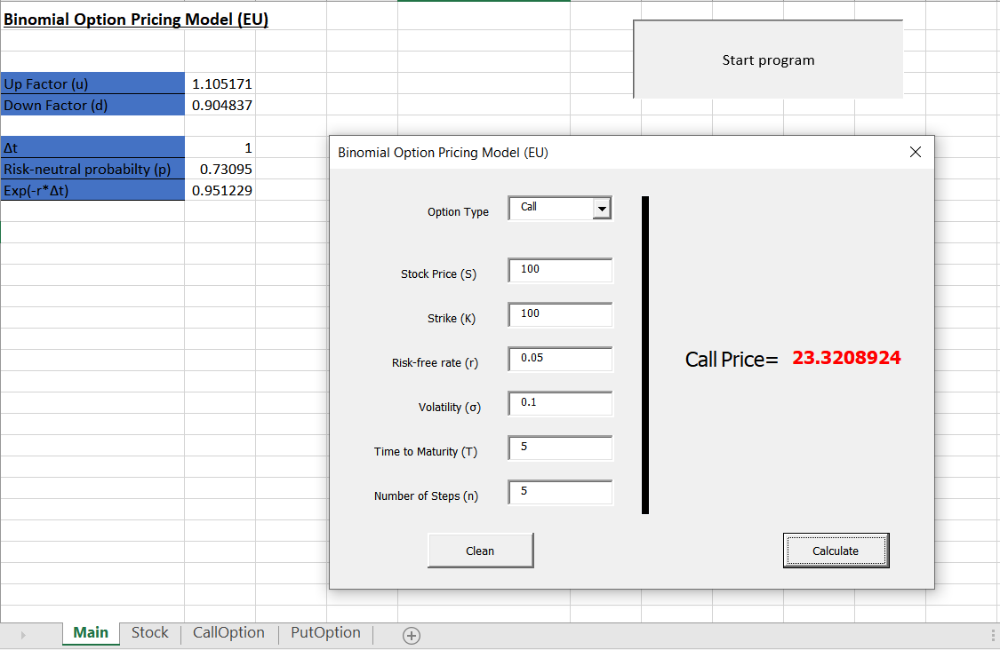 Binomial Option Pricing Model (EU)
Start program
Up Factor (u) 1.105171
Down Factor (d) 0.904837
Δt 1
Risk-neutral probabilty (p) 0.73095
Exp(-r*Δt) 0.951229
Binomial Option Pricing Model (EU)
Option Type Call
Stock Price (S) 100
Strike (K) 100
Risk-free rate (r) 0.05
Volatility (σ) 0.1
Time to Maturity (T) 5
Number of Steps (n) 5
Call Price= 23.3208924
Clean Calculate
Main Stock CallOption PutOption